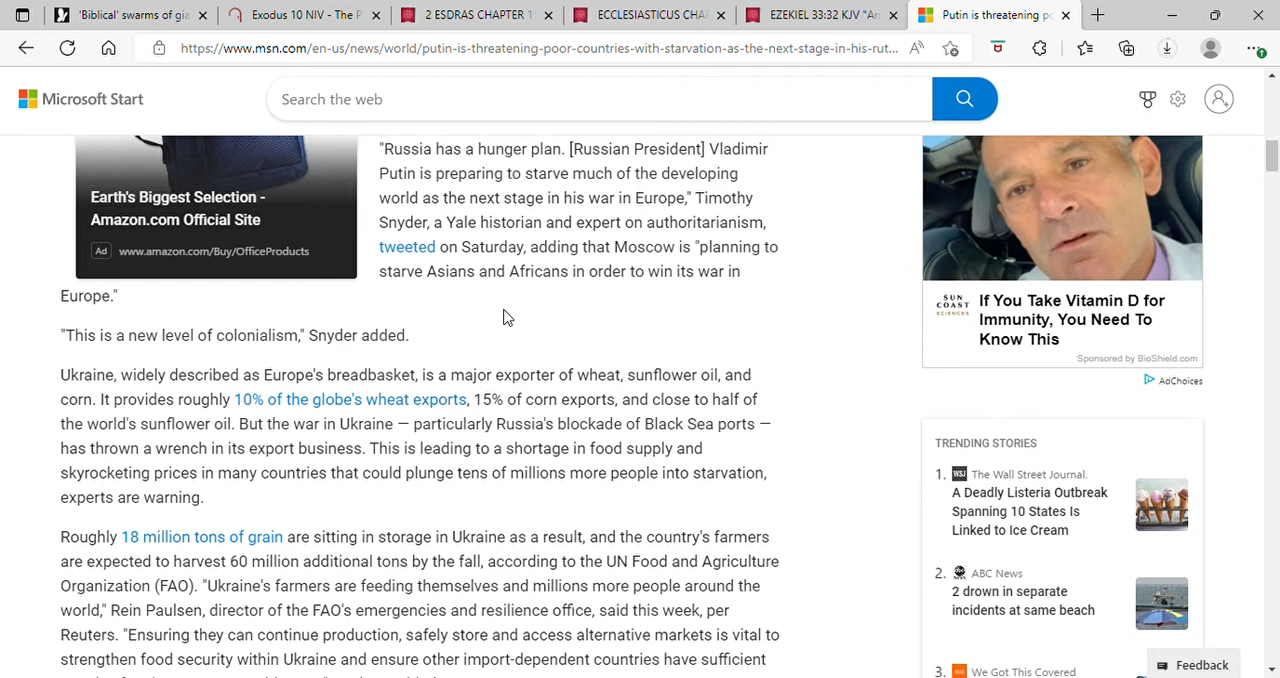 'Biblical' swarms of gia
Exodus 10 NIV - The P
2 ESDRAS CHAPTER 1
ECCLESIASTICUS CHA
EZEKIEL 33:32 KJV "An
Putin is threatening po
https://www.msn.com/en-us/news/world/putin-is-threatening-poor-countries-with-starvation-as-the-next-stage-in-his-rut...
Microsoft Start
Search the web
Earth's Biggest Selection -
Amazon.com Official Site
Ad www.amazon.com/Buy/OfficeProducts
"Russia has a hunger plan. [Russian President] Vladimir
Putin is preparing to starve much of the developing
world as the next stage in his war in Europe," Timothy
Snyder, a Yale historian and expert on authoritarianism,
tweeted on Saturday, adding that Moscow is "planning to
starve Asians and Africans in order to win its war in
Europe."
"This is a new level of colonialism," Snyder added.
Ukraine, widely described as Europe's breadbasket, is a major exporter of wheat, sunflower oil, and
corn. It provides roughly 10% of the globe's wheat exports, 15% of corn exports, and close to half of
the world's sunflower oil. But the war in Ukraine — particularly Russia's blockade of Black Sea ports —
has thrown a wrench in its export business. This is leading to a shortage in food supply and
skyrocketing prices in many countries that could plunge tens of millions more people into starvation,
experts are warning.
Roughly 18 million tons of grain are sitting in storage in Ukraine as a result, and the country's farmers
are expected to harvest 60 million additional tons by the fall, according to the UN Food and Agriculture
Organization (FAO). "Ukraine's farmers are feeding themselves and millions more people around the
world," Rein Paulsen, director of the FAO's emergencies and resilience office, said this week, per
Reuters. "Ensuring they can continue production, safely store and access alternative markets is vital to
strengthen food security within Ukraine and ensure other import-dependent countries have sufficient
SUN
COAST
SCIENCES
If You Take Vitamin D for
Immunity, You Need To
Know This
Sponsored by BioShield.com
AdChoices
TRENDING STORIES
1. WSJ The Wall Street Journal.
A Deadly Listeria Outbreak
Spanning 10 States Is
Linked to Ice Cream
2. abc ABC News
2 drown in separate
incidents at same beach
3. We Got This Covered
Feedback